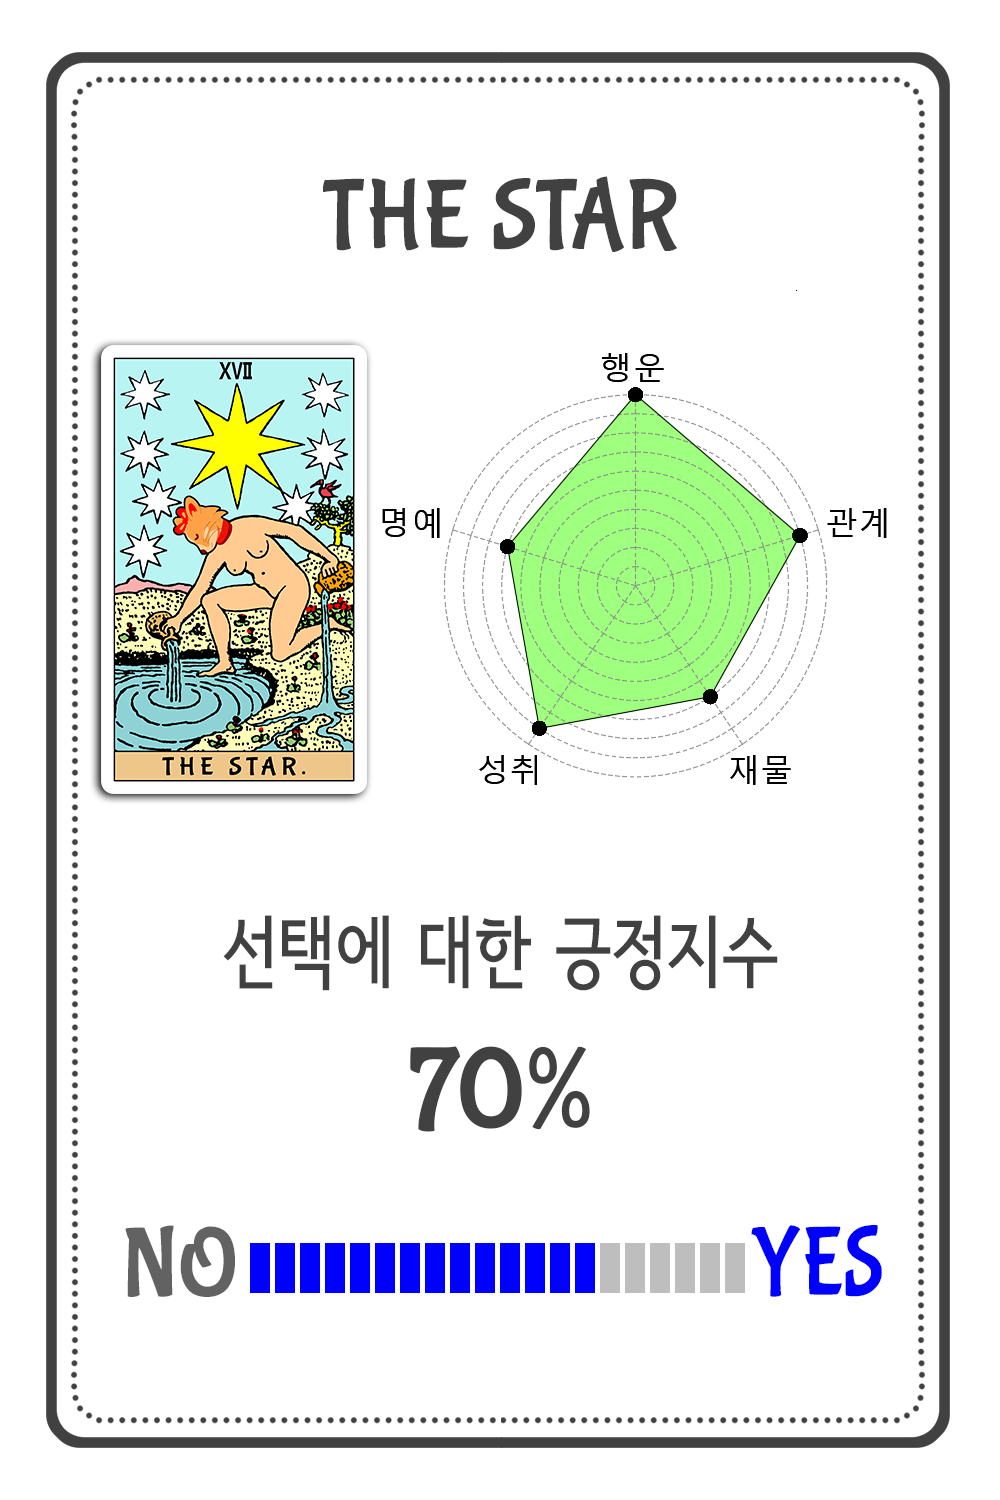 THE STAR
XVII
THE STAR.
행운
명예
관계
성취
재물
선택에 대한 긍정지수
70%
NO YES